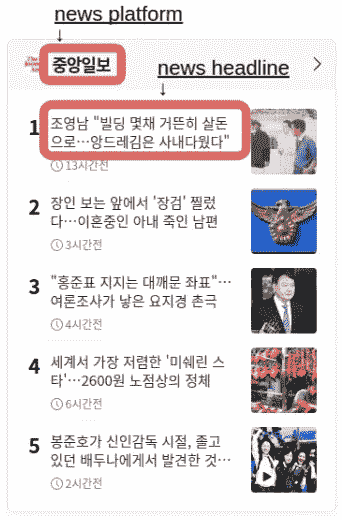 news platform
↓
중앙일보
news headline
↓
1
조영남 "빌딩 몇채 거뜬히 살돈
으로…앙드레김은 사내다웠다"
13시간전
2
장인 보는 앞에서 '장검' 찔렀
다…이혼중인 아내 죽인 남편
3시간전
3
"홍준표 지지는 대깨문 좌표"…
여론조사가 낳은 요지경 촌극
4시간전
4
세계서 가장 저렴한 '미쉐린 스
타'…2600원 노점상의 정체
6시간전
5
봉준호가 신인감독 시절, 졸고
있던 배두나에게서 발견한 것…
2시간전